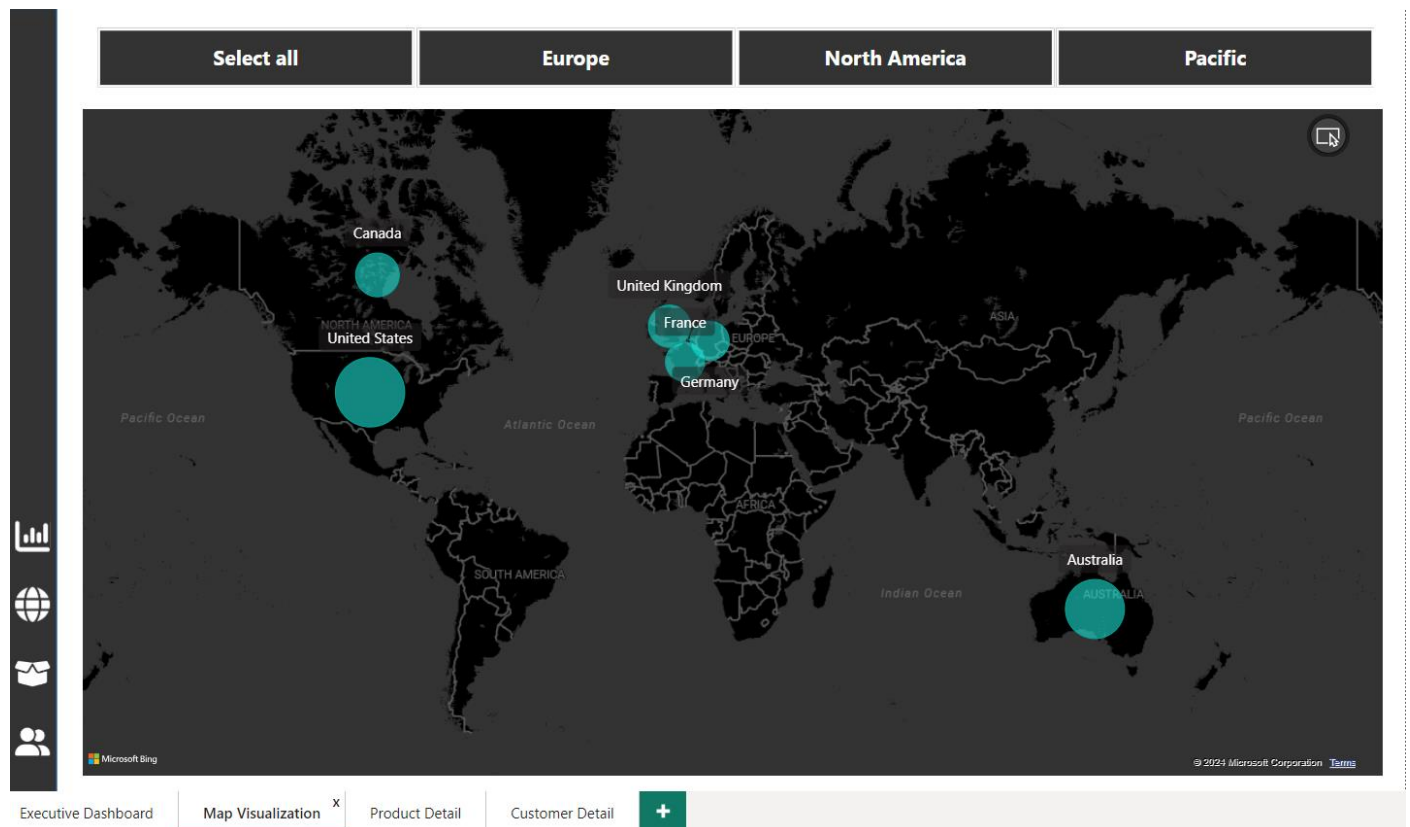 Select all
Europe
North America
Pacific
Canada
NORTH AMERICA
United States
United Kingdom
France
EUROPE
Germany
ASIA
Pacific Ocean
Atlantic Ocean
Pacific Ocean
AFRICA
SOUTH AMERICA
Indian Ocean
Australia
AUSTRALIA
Microsoft Bing
© 2024 Microsoft Corporation Terms
Executive Dashboard
Map Visualization
x
Product Detail
Customer Detail
+